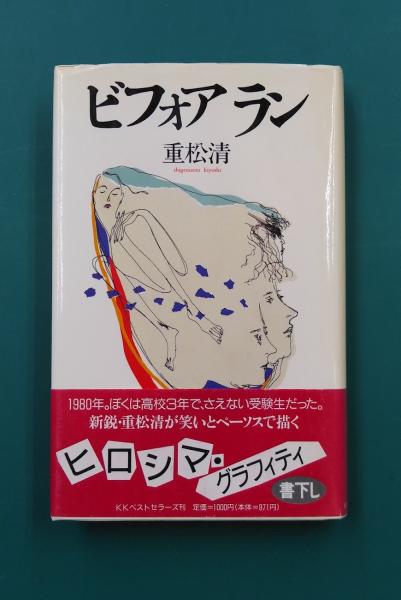 ビフォア ラン
重松清
shigematsu kiyoshi
1980年。ぼくは高校3年で、さえない受験生だった。
新鋭・重松清が笑いとペーソスで描く
ヒロシマ・
グラフィティ
書下し
KKベストセラーズ刊 定価=1000円(本体=971円)